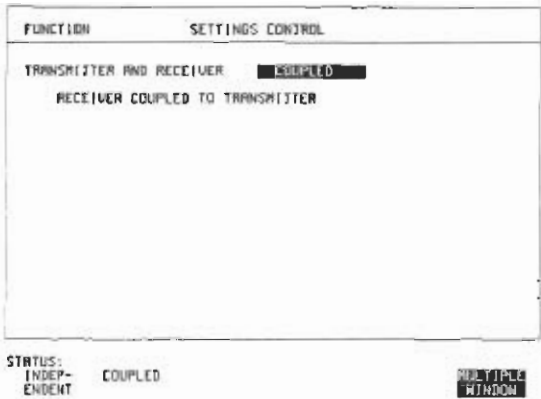 FUNCTION SETTINGS CONTROL
TRANSMITTER AND RECEIVER COUPLED
RECEIVER COUPLED TO TRANSMITTER
STATUS:
INDEP- COUPLED MULTIPLE
ENDENT WINDOW